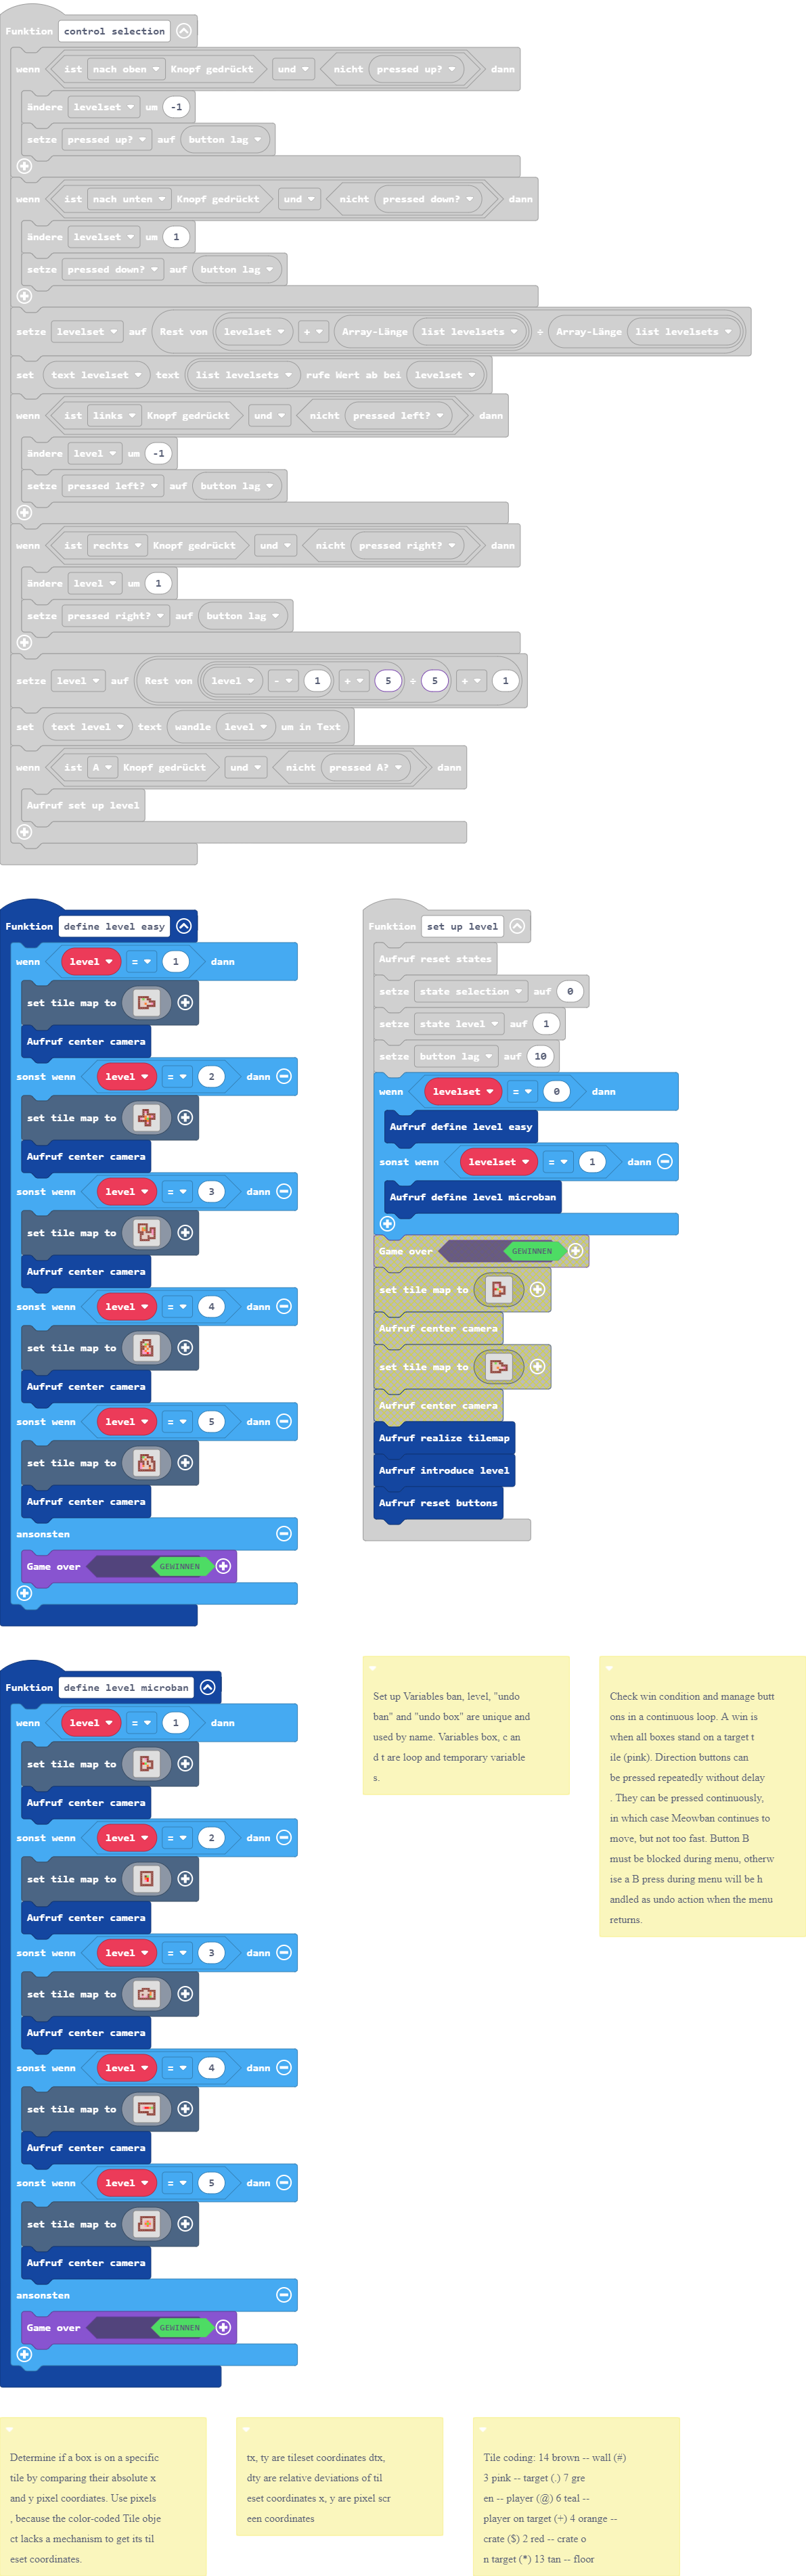 Funktion control selection
wenn ist nach oben Knopf gedrückt und nicht pressed up? dann
ändere levelset um -1
setze pressed up? auf button lag
wenn ist nach unten Knopf gedrückt und nicht pressed down? dann
ändere levelset um 1
setze pressed down? auf button lag
setze levelset auf Rest von levelset + Array-Länge list levelsets ÷ Array-Länge list levelsets
set text levelset text list levelsets rufe Wert ab bei levelset
wenn ist links Knopf gedrückt und nicht pressed left? dann
ändere level um -1
setze pressed left? auf button lag
wenn ist rechts Knopf gedrückt und nicht pressed right? dann
ändere level um 1
setze pressed right? auf button lag
setze level auf Rest von level - 1 + 5 ÷ 5 + 1
set text level text wandle level um in Text
wenn ist A Knopf gedrückt und nicht pressed A? dann
Aufruf set up level
Funktion define level easy
wenn level = 1 dann
set tile map to
Aufruf center camera
sonst wenn level = 2 dann
set tile map to
Aufruf center camera
sonst wenn level = 3 dann
set tile map to
Aufruf center camera
sonst wenn level = 4 dann
set tile map to
Aufruf center camera
sonst wenn level = 5 dann
set tile map to
Aufruf center camera
ansonsten
Game over GEWINNEN
Funktion set up level
Aufruf reset states
setze state selection auf 0
setze state level auf 1
setze button lag auf 10
wenn levelset = 0 dann
Aufruf define level easy
sonst wenn levelset = 1 dann
Aufruf define level microban
Game over GEWINNEN
set tile map to
Aufruf center camera
set tile map to
Aufruf center camera
Aufruf realize tilemap
Aufruf introduce level
Aufruf reset buttons
Funktion define level microban
wenn level = 1 dann
set tile map to
Aufruf center camera
sonst wenn level = 2 dann
set tile map to
Aufruf center camera
sonst wenn level = 3 dann
set tile map to
Aufruf center camera
sonst wenn level = 4 dann
set tile map to
Aufruf center camera
sonst wenn level = 5 dann
set tile map to
Aufruf center camera
ansonsten
Game over GEWINNEN
Set up Variables ban, level, "undo
ban" and "undo box" are unique and
used by name. Variables box, c an
d t are loop and temporary variable
s.
Check win condition and manage butt
ons in a continuous loop. A win is
when all boxes stand on a target t
ile (pink). Direction buttons can
be pressed repeatedly without delay
. They can be pressed continuously,
in which case Meowban continues to
move, but not too fast. Button B
must be blocked during menu, otherw
ise a B press during menu will be h
andled as undo action when the menu
returns.
Determine if a box is on a specific
tile by comparing their absolute x
and y pixel coordiates. Use pixels
, because the color-coded Tile obje
ct lacks a mechanism to get its til
eset coordinates.
tx, ty are tileset coordinates dtx,
dty are relative deviations of til
eset coordinates x, y are pixel scr
een coordinates
Tile coding: 14 brown -- wall (#)
3 pink -- target (.) 7 gre
en -- player (@) 6 teal --
player on target (+) 4 orange --
crate ($) 2 red -- crate o
n target (*) 13 tan -- floor